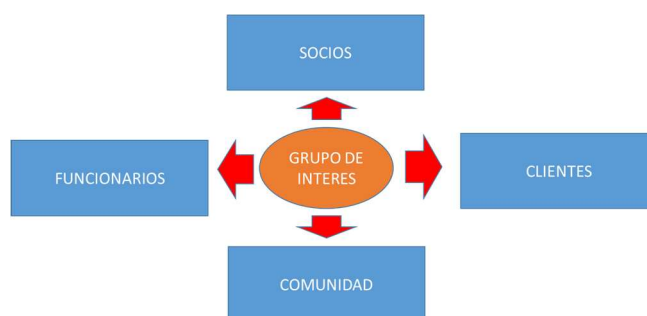 SOCIOS
FUNCIONARIOS
GRUPO DE
INTERES
CLIENTES
COMUNIDAD